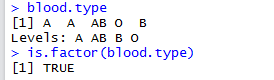 > blood.type
[1] A  A  AB O  B
Levels: A AB B O
> is.factor(blood.type)
[1] TRUE